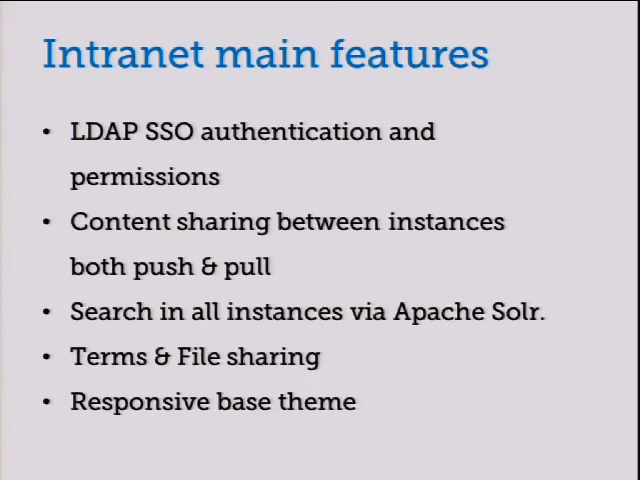 Intranet main features
• LDAP SSO authentication and
permissions
• Content sharing between instances
both push & pull
• Search in all instances via Apache Solr.
• Terms & File sharing
• Responsive base theme